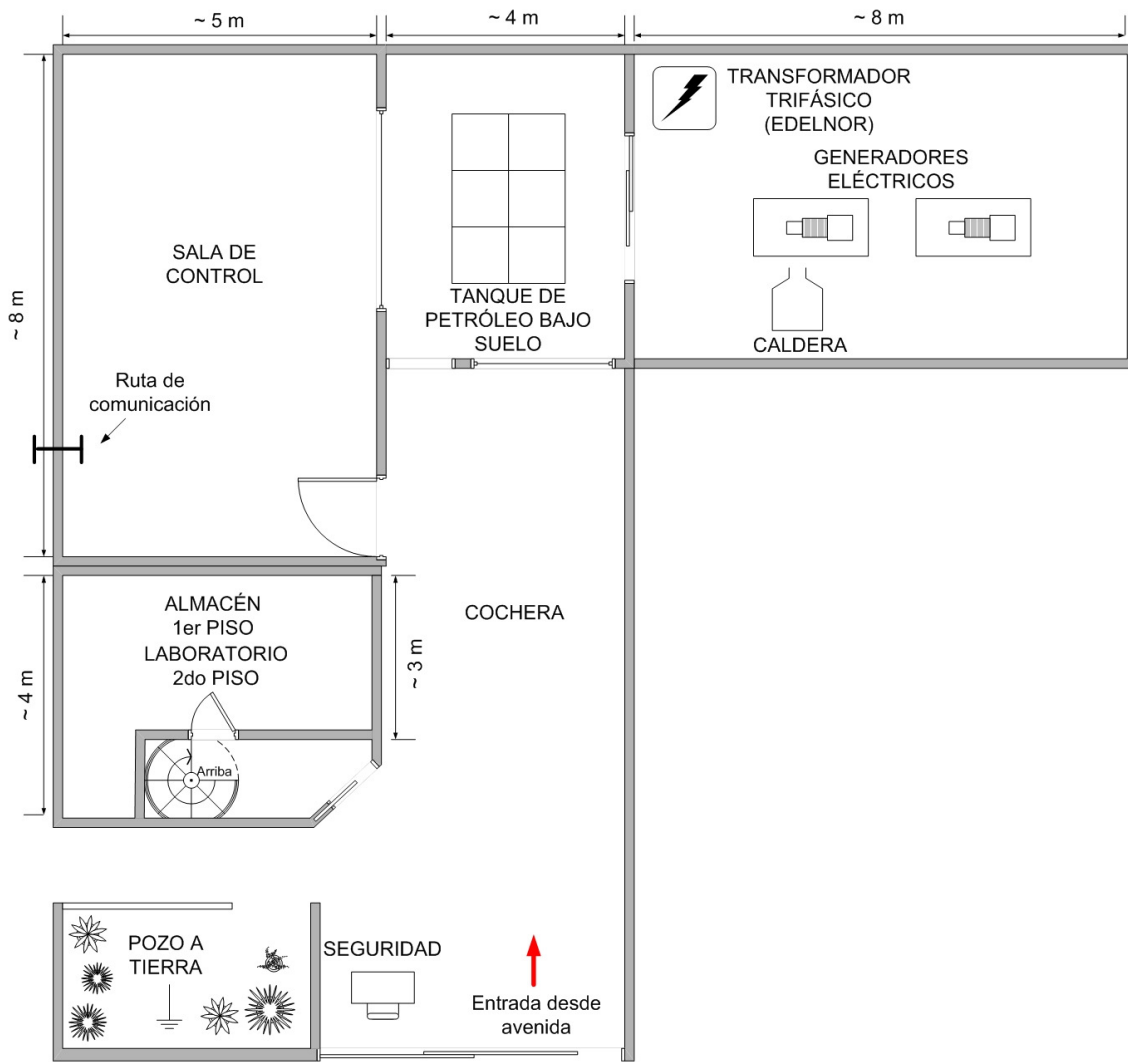 ~ 5 m
~ 4 m
~ 8 m
TRANSFORMADOR
TRIFÁSICO
(EDELNOR)
GENERADORES
ELÉCTRICOS
SALA DE
CONTROL
~ 8 m
TANQUE DE
PETRÓLEO BAJO
SUELO
CALDERA
Ruta de
comunicación
ALMACÉN
1er PISO
LABORATORIO
2do PISO
COCHERA
~ 3 m
~ 4 m
Arriba
POZO A
TIERRA
SEGURIDAD
Entrada desde
avenida